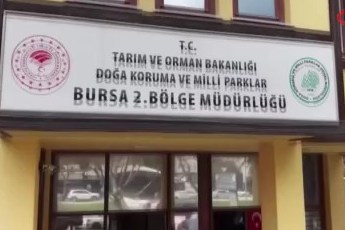 T.C.
TARIM VE ORMAN BAKANLIĞI
DOĞA KORUMA VE MİLLİ PARKLAR
BURSA 2.BÖLGE MÜDÜRLÜĞÜ